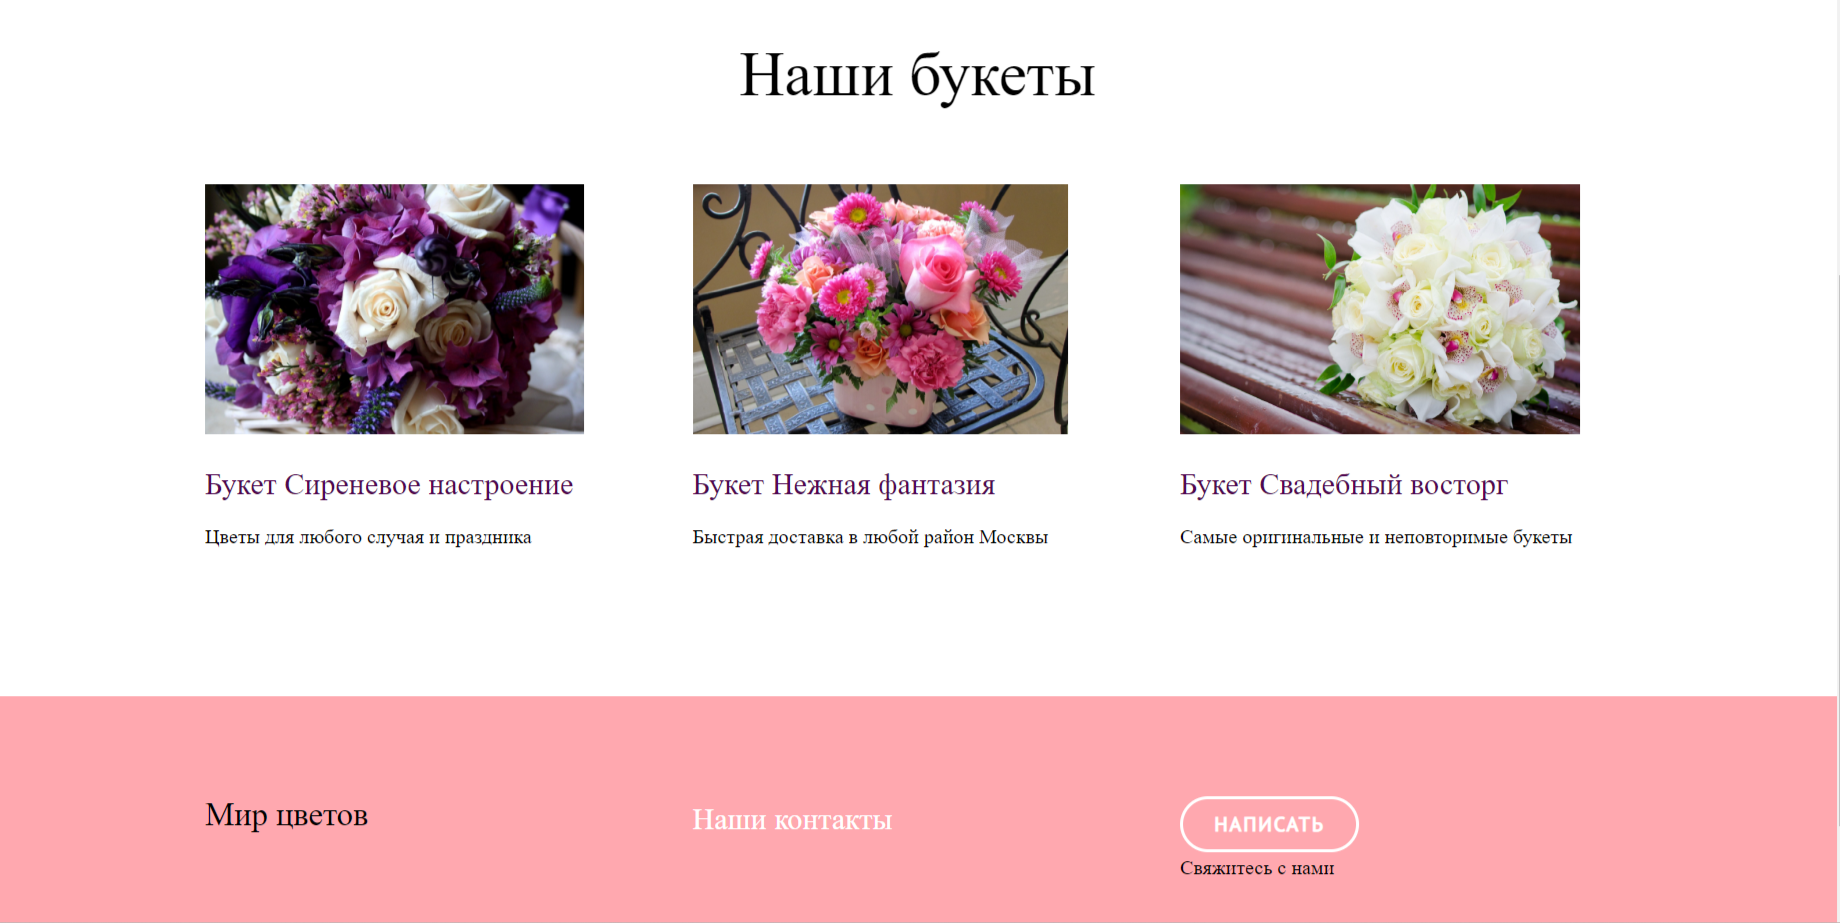 Наши букеты
Букет Сиреневое настроение
Цветы для любого случая и праздника
Букет Нежная фантазия
Быстрая доставка в любой район Москвы
Букет Свадебный восторг
Самые оригинальные и неповторимые букеты
Мир цветов
Наши контакты
НАПИСАТЬ
Свяжитесь с нами